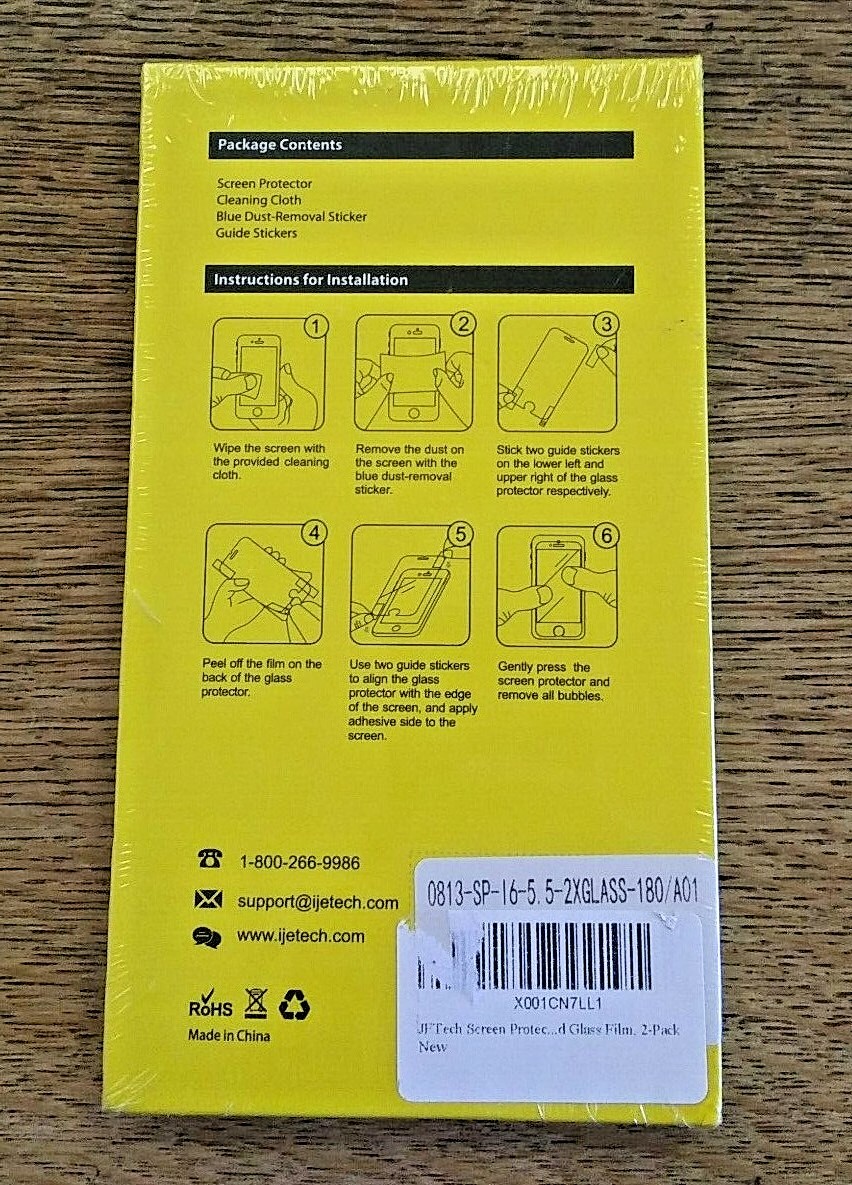 Package Contents
Screen Protector
Cleaning Cloth
Blue Dust-Removal Sticker
Guide Stickers
Instructions for Installation
1
Wipe the screen with
the provided cleaning
cloth.
2
Remove the dust on
the screen with the
blue dust-removal
sticker.
3
Stick two guide stickers
on the lower left and
upper right of the glass
protector respectively.
4
Peel off the film on the
back of the glass
protector.
5
Use two guide stickers
to align the glass
protector with the edge
of the screen, and apply
adhesive side to the
screen.
6
Gently press the
screen protector and
remove all bubbles.
1-800-266-9986
support@ijetech.com
www.ijetech.com
RoHS
Made in China
0813-SP-I6-5.5-2XGLASS-180/A01
X001CN7LL1
JETech Screen Protec...d Glass Film, 2-Pack
New